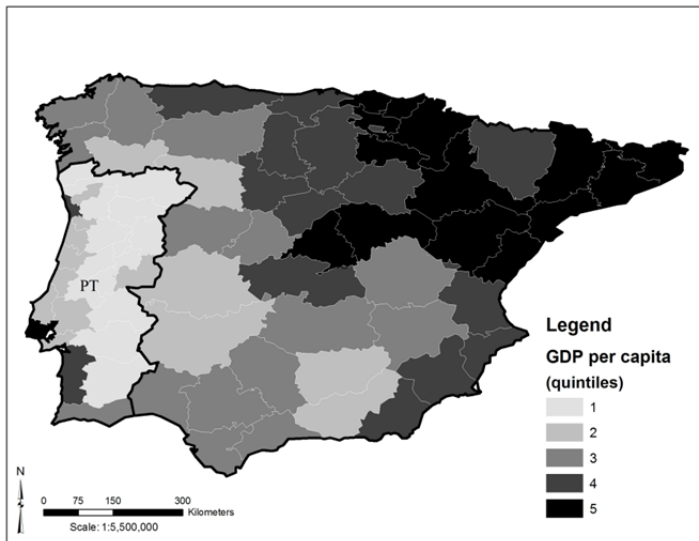 PT
Legend
GDP per capita
(quintiles)
1
2
3
4
5
N
0 75 150 300
Kilometers
Scale: 1:5,500,000